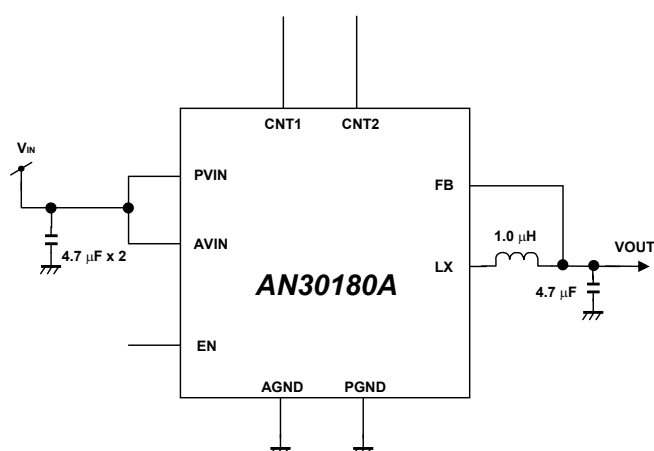 CNT1 CNT2
VIN
PVIN
FB
1.0 μH
VOUT
AVIN
4.7 μF x 2
LX
AN30180A
4.7 μF
EN
AGND PGND